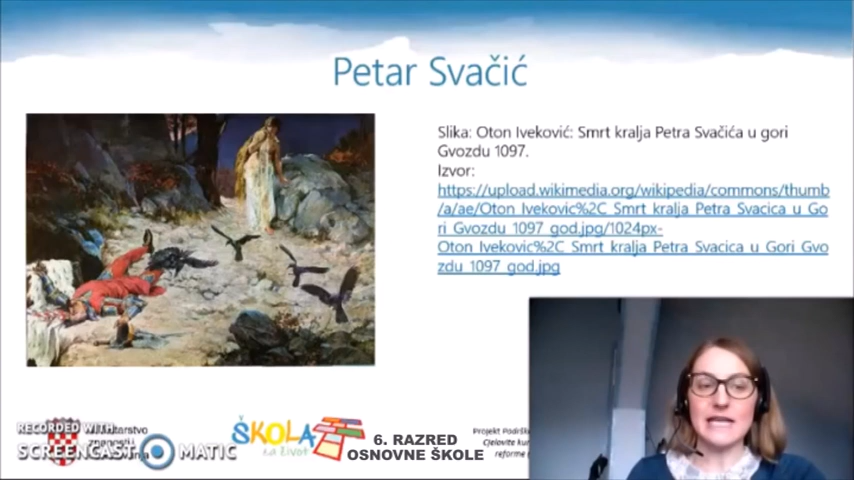 Petar Svačić
Slika: Oton Iveković: Smrt kralja Petra Svačića u gori
Gvozdu 1097.
Izvor:
https://upload.wikimedia.org/wikipedia/commons/thumb
/a/ae/Oton_Ivekovic%2C_Smrt_kralja_Petra_Svacica_u_Go
ri_Gvozdu_1097_god.jpg/1024px-
Oton_Ivekovic%2C_Smrt_kralja_Petra_Svacica_u_Gori_Gvo
zdu_1097_god.jpg
RECORDED WITH
SCREENCAST MATIC
ŠKOLA
za život
6. RAZRED
OSNOVNE ŠKOLE
Projekt
Cjelovite
reforme